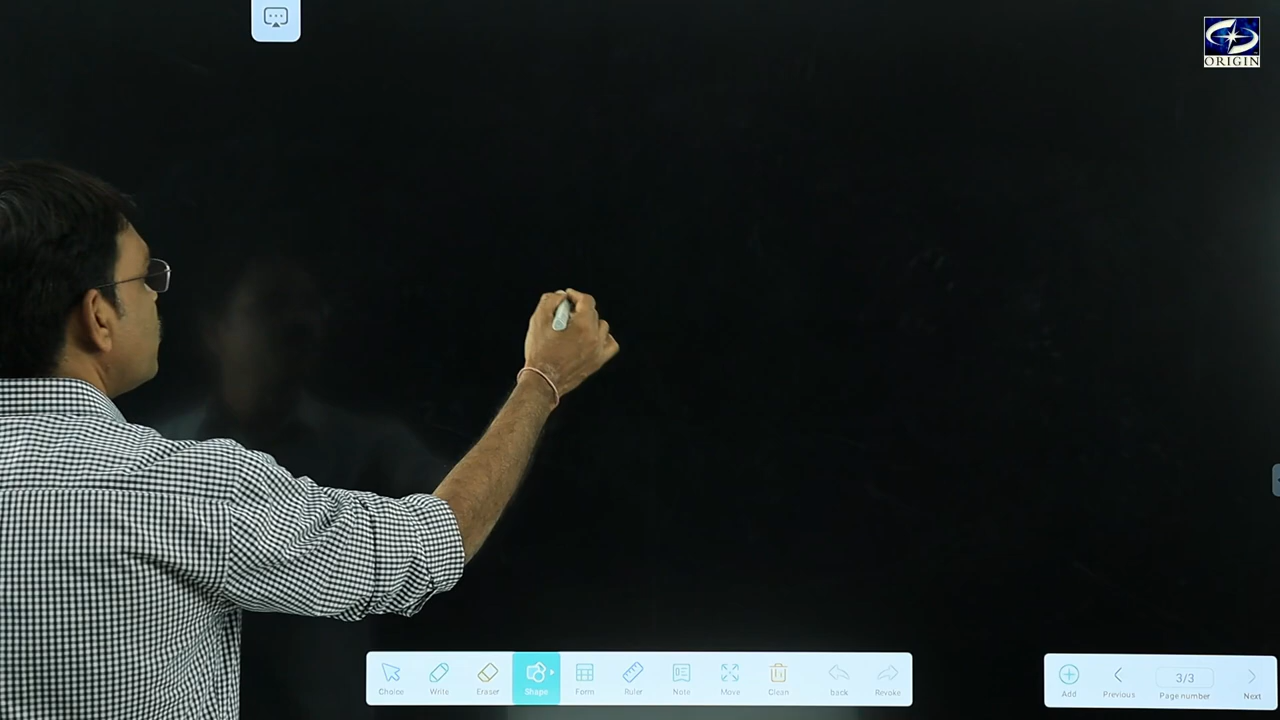 ORIGIN
Choice Write Eraser Shape Form Ruler Note Move Clean back Revoke
Add Previous 3/3 Page number Next